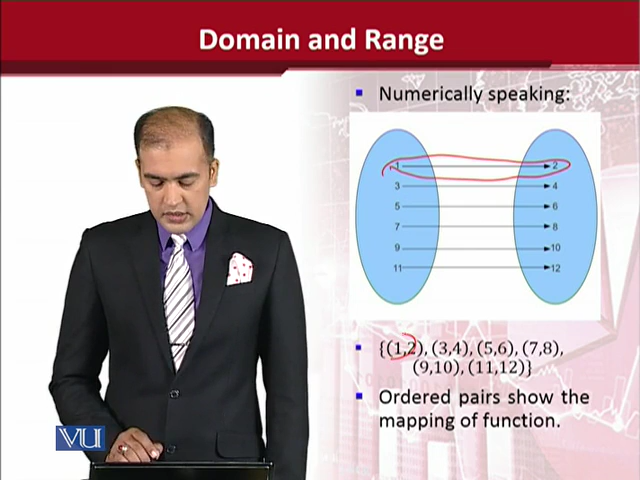 Domain and Range
▪ Numerically speaking:
1 2
3 4
5 6
7 8
9 10
11 12
▪ {(1,2), (3,4), (5,6), (7,8),
(9,10), (11,12)}
▪ Ordered pairs show the
mapping of function.
VU